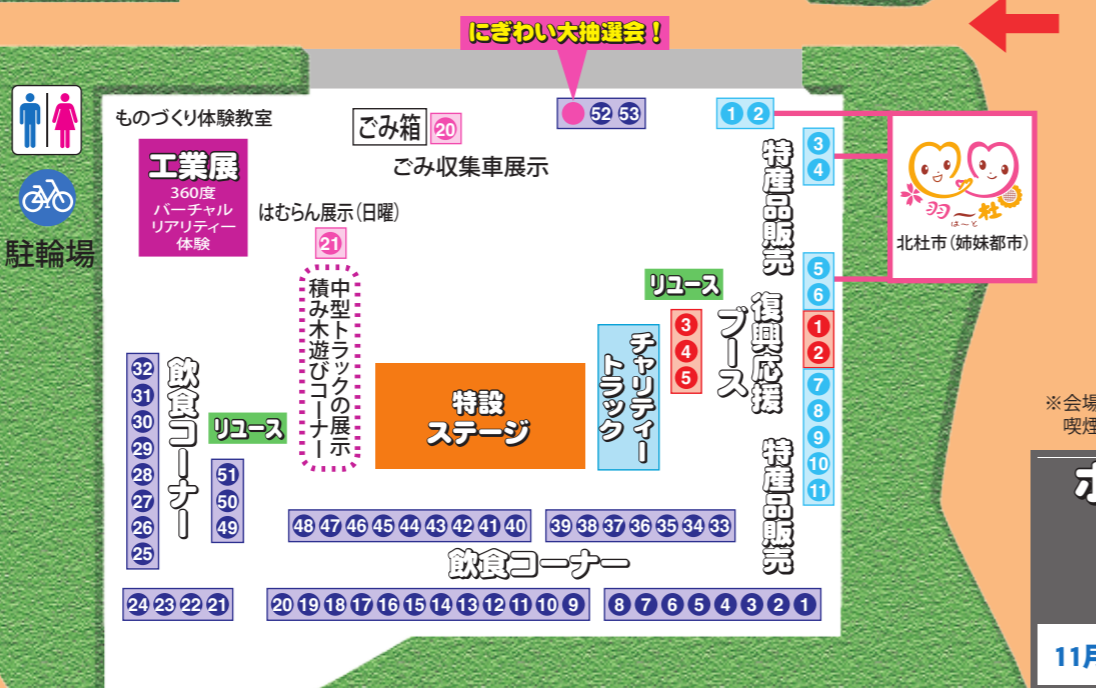 にぎわい大抽選会！
52 53
1 2
ものづくり体験教室
ごみ箱 20
ごみ収集車展示
工業展
360度
バーチャル
リアリティー
体験
はむらん展示（日曜）
21
中型トラックの展示
積み木遊びコーナー
駐輪場
特産品販売
3
4
羽～杜
は～と
北杜市（姉妹都市）
5
6
リユース
3
4
5
復興応援
ブース
1
2
7
8
9
10
11
チャリティー
トラック
特設
ステージ
特産品販売
32
31
30
29
28
27
26
25
飲食コーナー
リユース
51
50
49
48 47 46 45 44 43 42 41 40
39 38 37 36 35 34 33
飲食コーナー
24 23 22 21
20 19 18 17 16 15 14 13 12 11 10 9
8 7 6 5 4 3 2 1
※会場
喫煙
11月